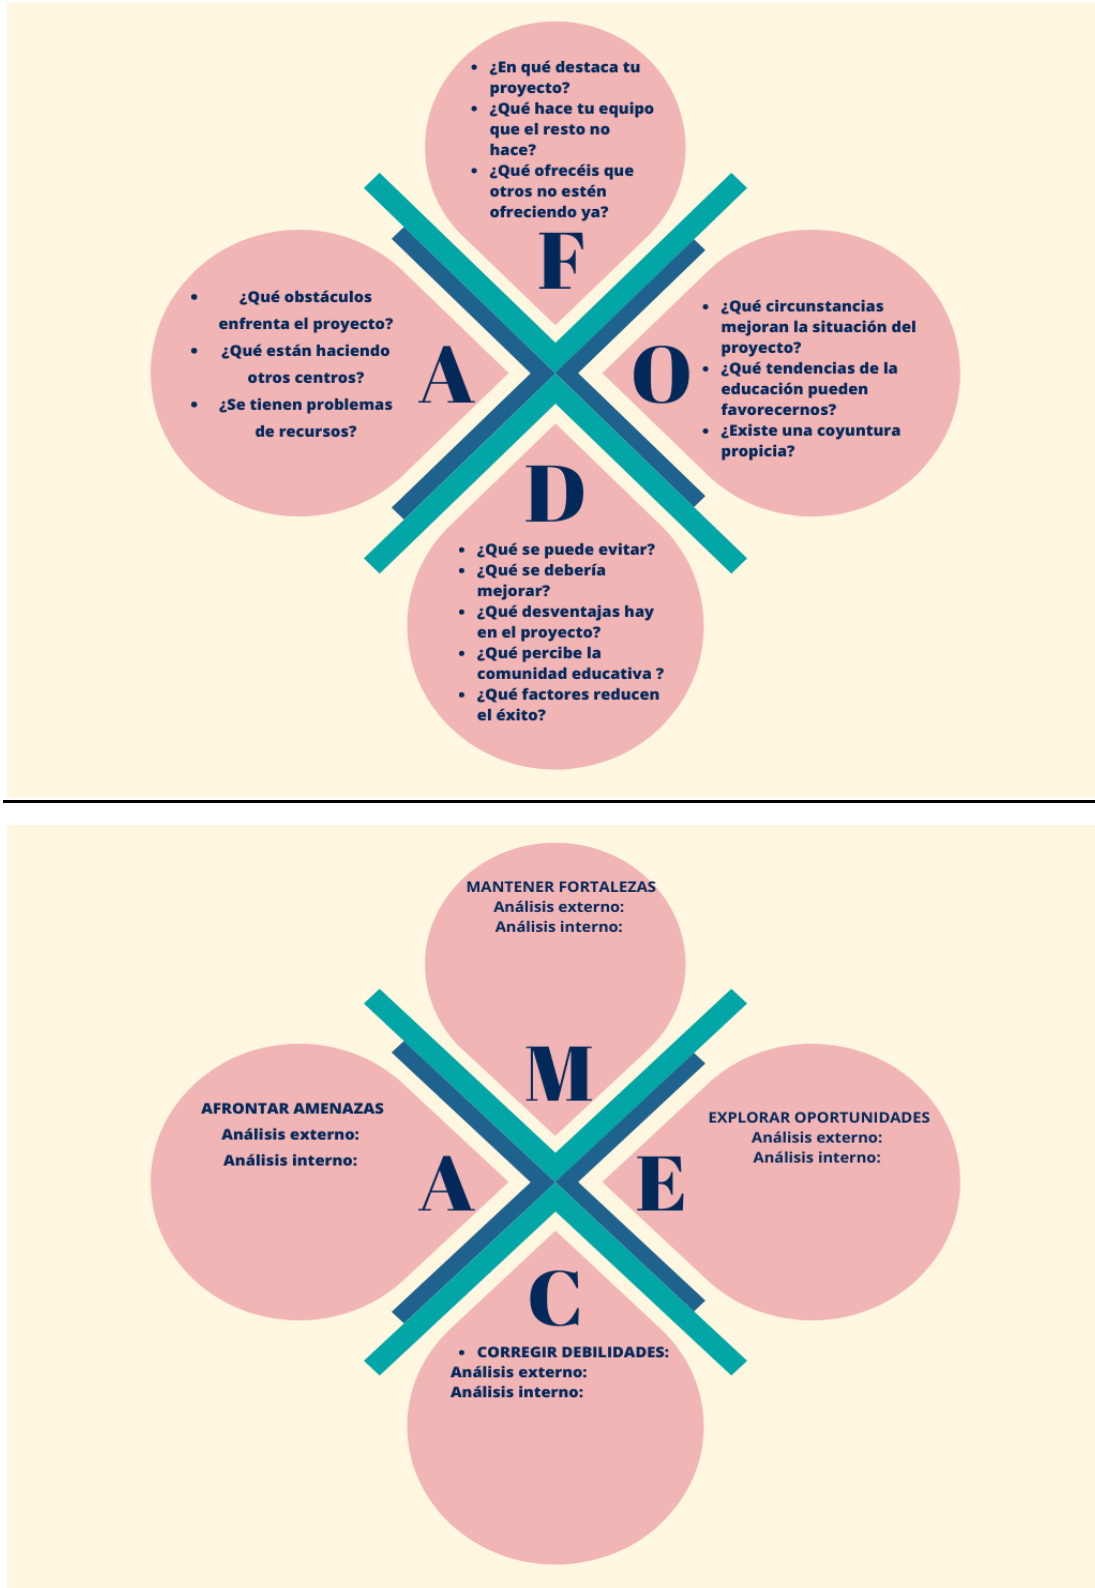 • ¿En qué destaca tu
proyecto?
• ¿Qué hace tu equipo
que el resto no
hace?
• ¿Qué ofrecéis que
otros no estén
ofreciendo ya?
F
• ¿Qué obstáculos
enfrenta el proyecto?
• ¿Qué están haciendo
otros centros?
• ¿Se tienen problemas
de recursos?
A
O
• ¿Qué circunstancias
mejoran la situación del
proyecto?
• ¿Qué tendencias de la
educación pueden
favorecernos?
• ¿Existe una coyuntura
propicia?
D
• ¿Qué se puede evitar?
• ¿Qué se debería
mejorar?
• ¿Qué desventajas hay
en el proyecto?
• ¿Qué percibe la
comunidad educativa ?
• ¿Qué factores reducen
el éxito?
MANTENER FORTALEZAS
Análisis externo:
Análisis interno:
M
AFRONTAR AMENAZAS
Análisis externo:
Análisis interno:
A
E
EXPLORAR OPORTUNIDADES
Análisis externo:
Análisis interno:
C
• CORREGIR DEBILIDADES:
Análisis externo:
Análisis interno: